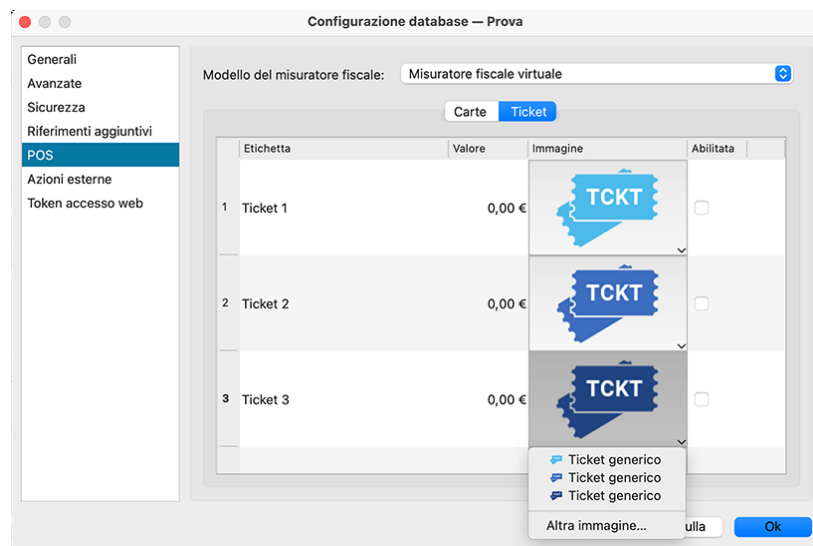 Configurazione database — Prova
Generali
Avanzate
Sicurezza
Riferimenti aggiuntivi
POS
Azioni esterne
Token accesso web
Modello del misuratore fiscale: Misuratore fiscale virtuale
Carte Ticket
Etichetta Valore Immagine Abilitata
1 Ticket 1 0,00 € TCKT
2 Ticket 2 0,00 € TCKT
3 Ticket 3 0,00 € TCKT
Ticket generico
Ticket generico
Ticket generico
Altra immagine...
ulla Ok